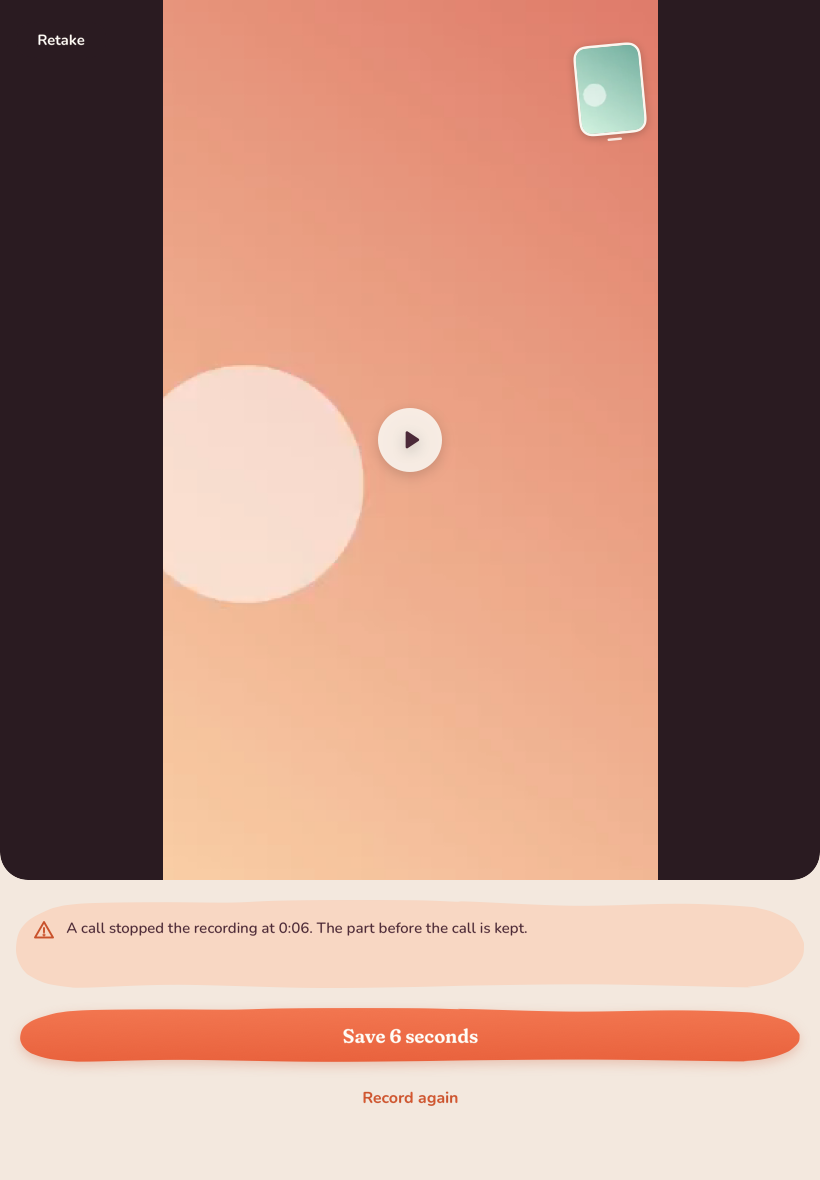 Retake
A call stopped the recording at 0:06. The part before the call is kept.
Save 6 seconds
Record again